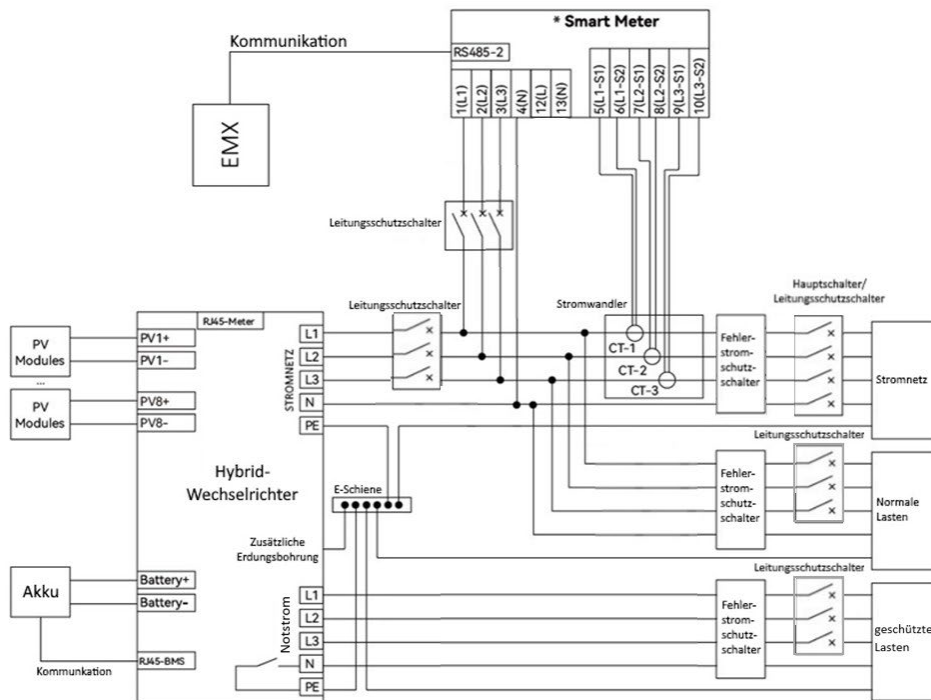 * Smart Meter
Kommunikation
RS485-2
1(L1)
2(L2)
3(L3)
4(N)
12(L)
13(N)
5(L1-S1)
6(L1-S2)
7(L2-S1)
8(L2-S2)
9(L3-S1)
10(L3-S2)
EMX
Leitungsschutzschalter
Leitungsschutzschalter
Stromwandler
Hauptschalter/
Leitungsschutzschalter
RJ45-Meter
PV
Modules
...
PV
Modules
PV1+
PV1-
PV8+
PV8-
STROMNETZ
L1
L2
L3
N
PE
CT-1
CT-2
CT-3
Fehler-
strom-
schutz-
schalter
Stromnetz
Hybrid-
Wechselrichter
E-Schiene
Leitungsschutzschalter
Fehler-
strom-
schutz-
schalter
Normale
Lasten
Zusätzliche
Erdungsbohrung
Akku
Battery+
Battery-
Kommunkation
RJ45-BMS
Notstrom
L1
L2
L3
N
PE
Leitungsschutzschalter
Fehler-
strom-
schutz-
schalter
geschützte
Lasten